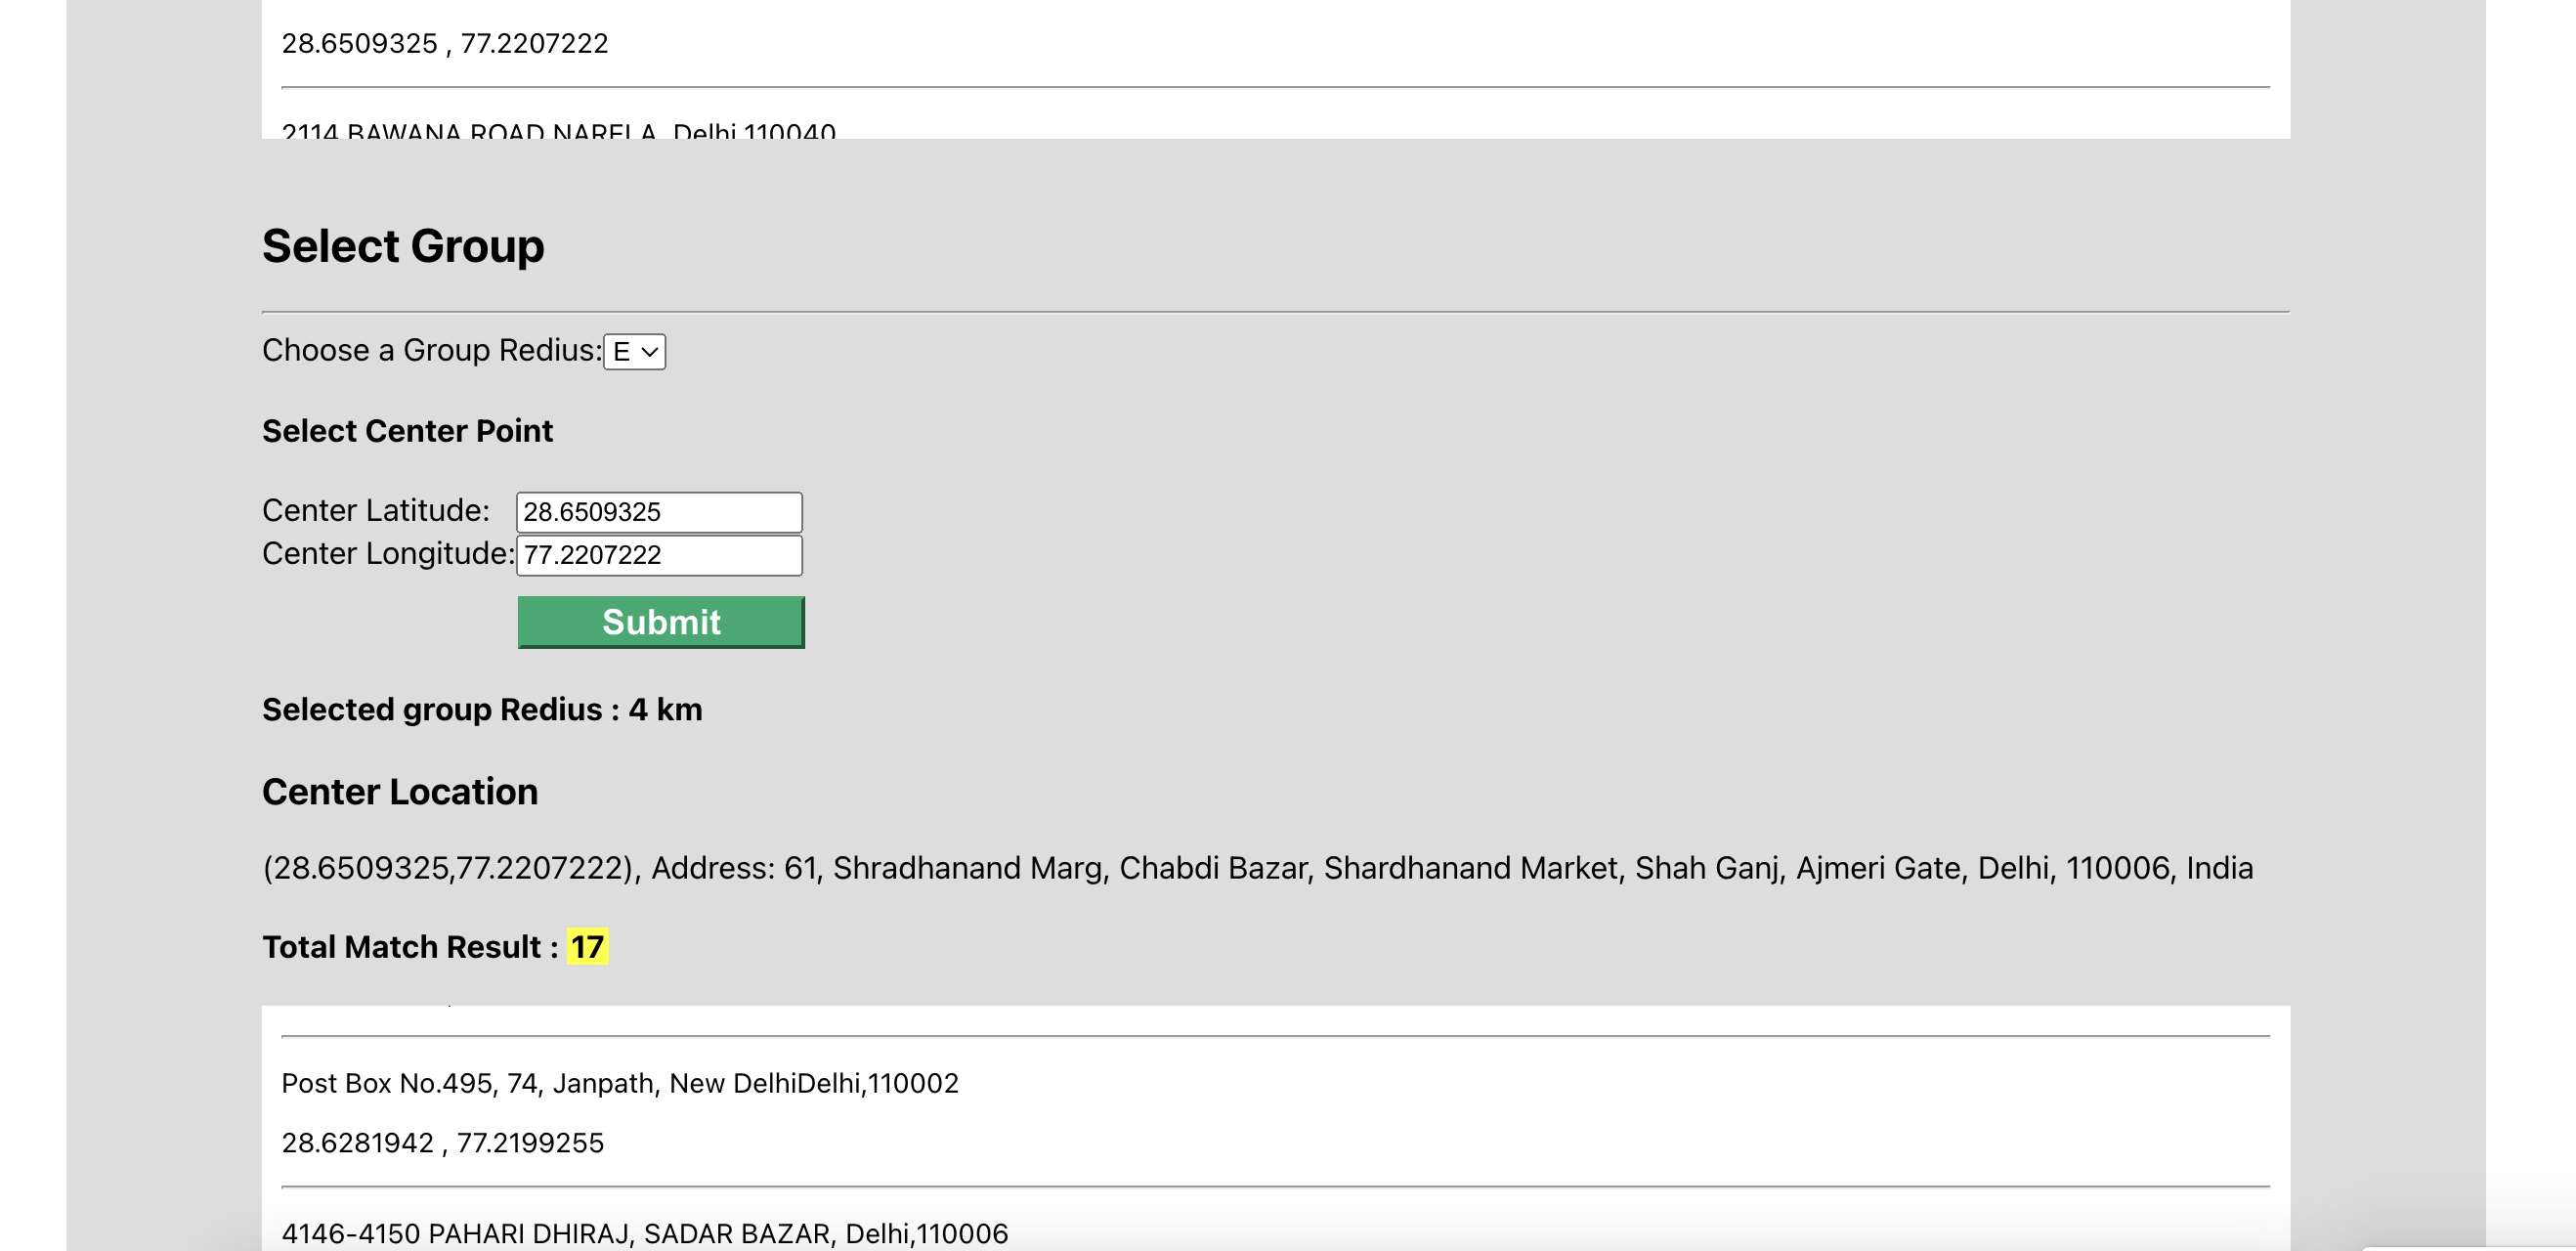 28.6509325 , 77.2207222
2114 BAWANA ROAD NARELA, Delhi,110040
Select Group
Choose a Group Redius: E
Select Center Point
Center Latitude: 28.6509325
Center Longitude: 77.2207222
Submit
Selected group Redius : 4 km
Center Location
(28.6509325,77.2207222), Address: 61, Shradhanand Marg, Chabdi Bazar, Shardhanand Market, Shah Ganj, Ajmeri Gate, Delhi, 110006, India
Total Match Result : 17
Post Box No.495, 74, Janpath, New DelhiDelhi,110002
28.6281942 , 77.2199255
4146-4150 PAHARI DHIRAJ, SADAR BAZAR, Delhi,110006